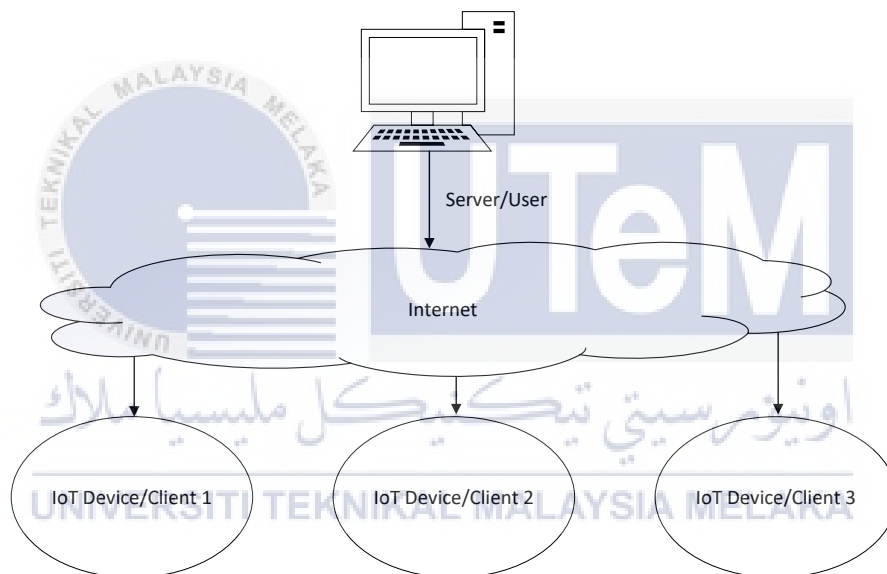 UNIVERSITI TEKNIKAL MALAYSIA MELAKA
UTeM
Server/User
Internet
اونيۏرسيتي تيكنيكل مليسيا ملاك
IoT Device/Client 1
IoT Device/Client 2
IoT Device/Client 3
UNIVERSITI TEKNIKAL MALAYSIA MELAKA